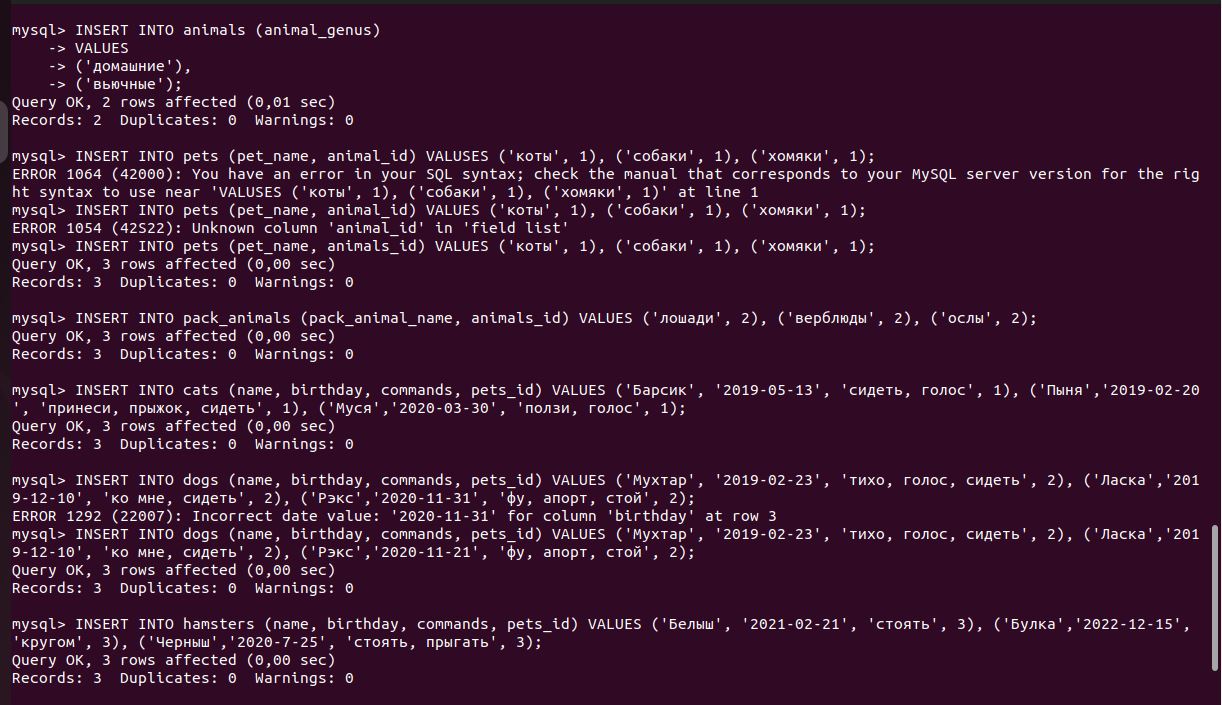 mysql> INSERT INTO animals (animal_genus)
    -> VALUES
    -> ('домашние'),
    -> ('вьючные');
Query OK, 2 rows affected (0,01 sec)
Records: 2  Duplicates: 0  Warnings: 0

mysql> INSERT INTO pets (pet_name, animal_id) VALUSES ('коты', 1), ('собаки', 1), ('хомяки', 1);
ERROR 1064 (42000): You have an error in your SQL syntax; check the manual that corresponds to your MySQL server version for the rig
ht syntax to use near 'VALUSES ('коты', 1), ('собаки', 1), ('хомяки', 1)' at line 1
mysql> INSERT INTO pets (pet_name, animal_id) VALUES ('коты', 1), ('собаки', 1), ('хомяки', 1);
ERROR 1054 (42S22): Unknown column 'animal_id' in 'field list'
mysql> INSERT INTO pets (pet_name, animals_id) VALUES ('коты', 1), ('собаки', 1), ('хомяки', 1);
Query OK, 3 rows affected (0,00 sec)
Records: 3  Duplicates: 0  Warnings: 0

mysql> INSERT INTO pack_animals (pack_animal_name, animals_id) VALUES ('лошади', 2), ('верблюды', 2), ('ослы', 2);
Query OK, 3 rows affected (0,00 sec)
Records: 3  Duplicates: 0  Warnings: 0

mysql> INSERT INTO cats (name, birthday, commands, pets_id) VALUES ('Барсик', '2019-05-13', 'сидеть, голос', 1), ('Пыня','2019-02-20
', 'принеси, прыжок, сидеть', 1), ('Муся','2020-03-30', 'ползи, голос', 1);
Query OK, 3 rows affected (0,00 sec)
Records: 3  Duplicates: 0  Warnings: 0

mysql> INSERT INTO dogs (name, birthday, commands, pets_id) VALUES ('Мухтар', '2019-02-23', 'тихо, голос, сидеть', 2), ('Ласка','201
9-12-10', 'ко мне, сидеть', 2), ('Рэкс','2020-11-31', 'фу, апорт, стой', 2);
ERROR 1292 (22007): Incorrect date value: '2020-11-31' for column 'birthday' at row 3
mysql> INSERT INTO dogs (name, birthday, commands, pets_id) VALUES ('Мухтар', '2019-02-23', 'тихо, голос, сидеть', 2), ('Ласка','201
9-12-10', 'ко мне, сидеть', 2), ('Рэкс','2020-11-21', 'фу, апорт, стой', 2);
Query OK, 3 rows affected (0,00 sec)
Records: 3  Duplicates: 0  Warnings: 0

mysql> INSERT INTO hamsters (name, birthday, commands, pets_id) VALUES ('Белыш', '2021-02-21', 'стоять', 3), ('Булка','2022-12-15',
'кругом', 3), ('Черныш','2020-7-25', 'стоять, прыгать', 3);
Query OK, 3 rows affected (0,00 sec)
Records: 3  Duplicates: 0  Warnings: 0